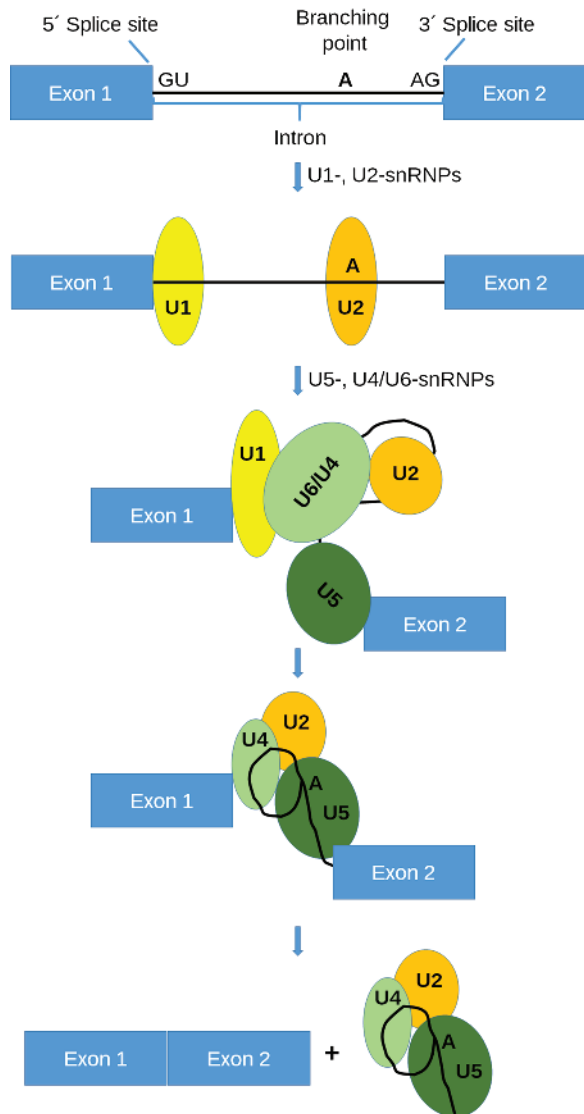 5´ Splice site
Branching
point
3´ Splice site
Exon 1
GU
A
AG
Exon 2
Intron
U1-, U2-snRNPs
Exon 1
U1
A
U2
Exon 2
U5-, U4/U6-snRNPs
U1
U6/U4
U2
Exon 1
U5
Exon 2
U2
U4
A
Exon 1
U5
Exon 2
U2
U4
A
Exon 1
Exon 2
+
U5